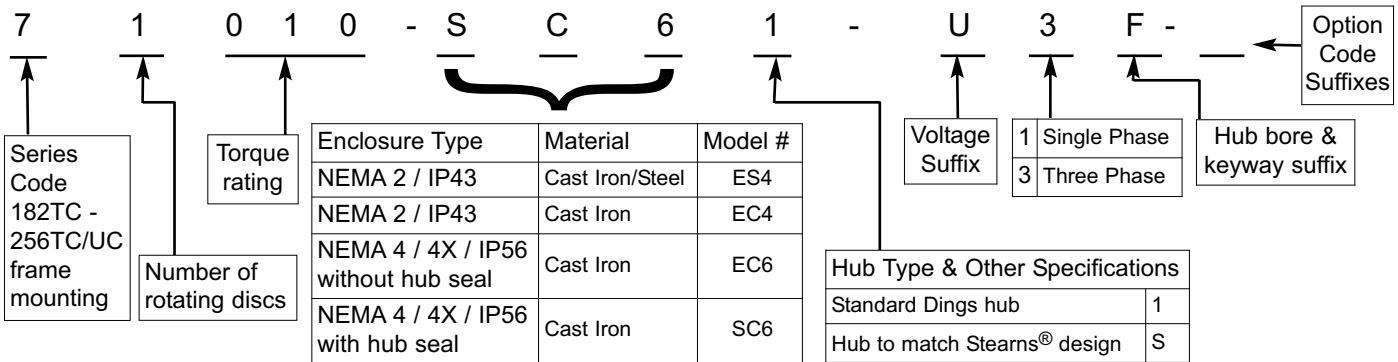 7 1 0 1 0 - S C 6 1 - U 3 F -
Option
Code
Suffixes
Series
Code
182TC -
256TC/UC
frame
mounting
Number of
rotating discs
Torque
rating
Enclosure Type Material Model #
NEMA 2 / IP43 Cast Iron/Steel ES4
NEMA 2 / IP43 Cast Iron EC4
NEMA 4 / 4X / IP56
without hub seal Cast Iron EC6
NEMA 4 / 4X / IP56
with hub seal Cast Iron SC6
Voltage
Suffix
1 Single Phase
3 Three Phase
Hub bore &
keyway suffix
Hub Type & Other Specifications
Standard Dings hub 1
Hub to match Stearns® design S